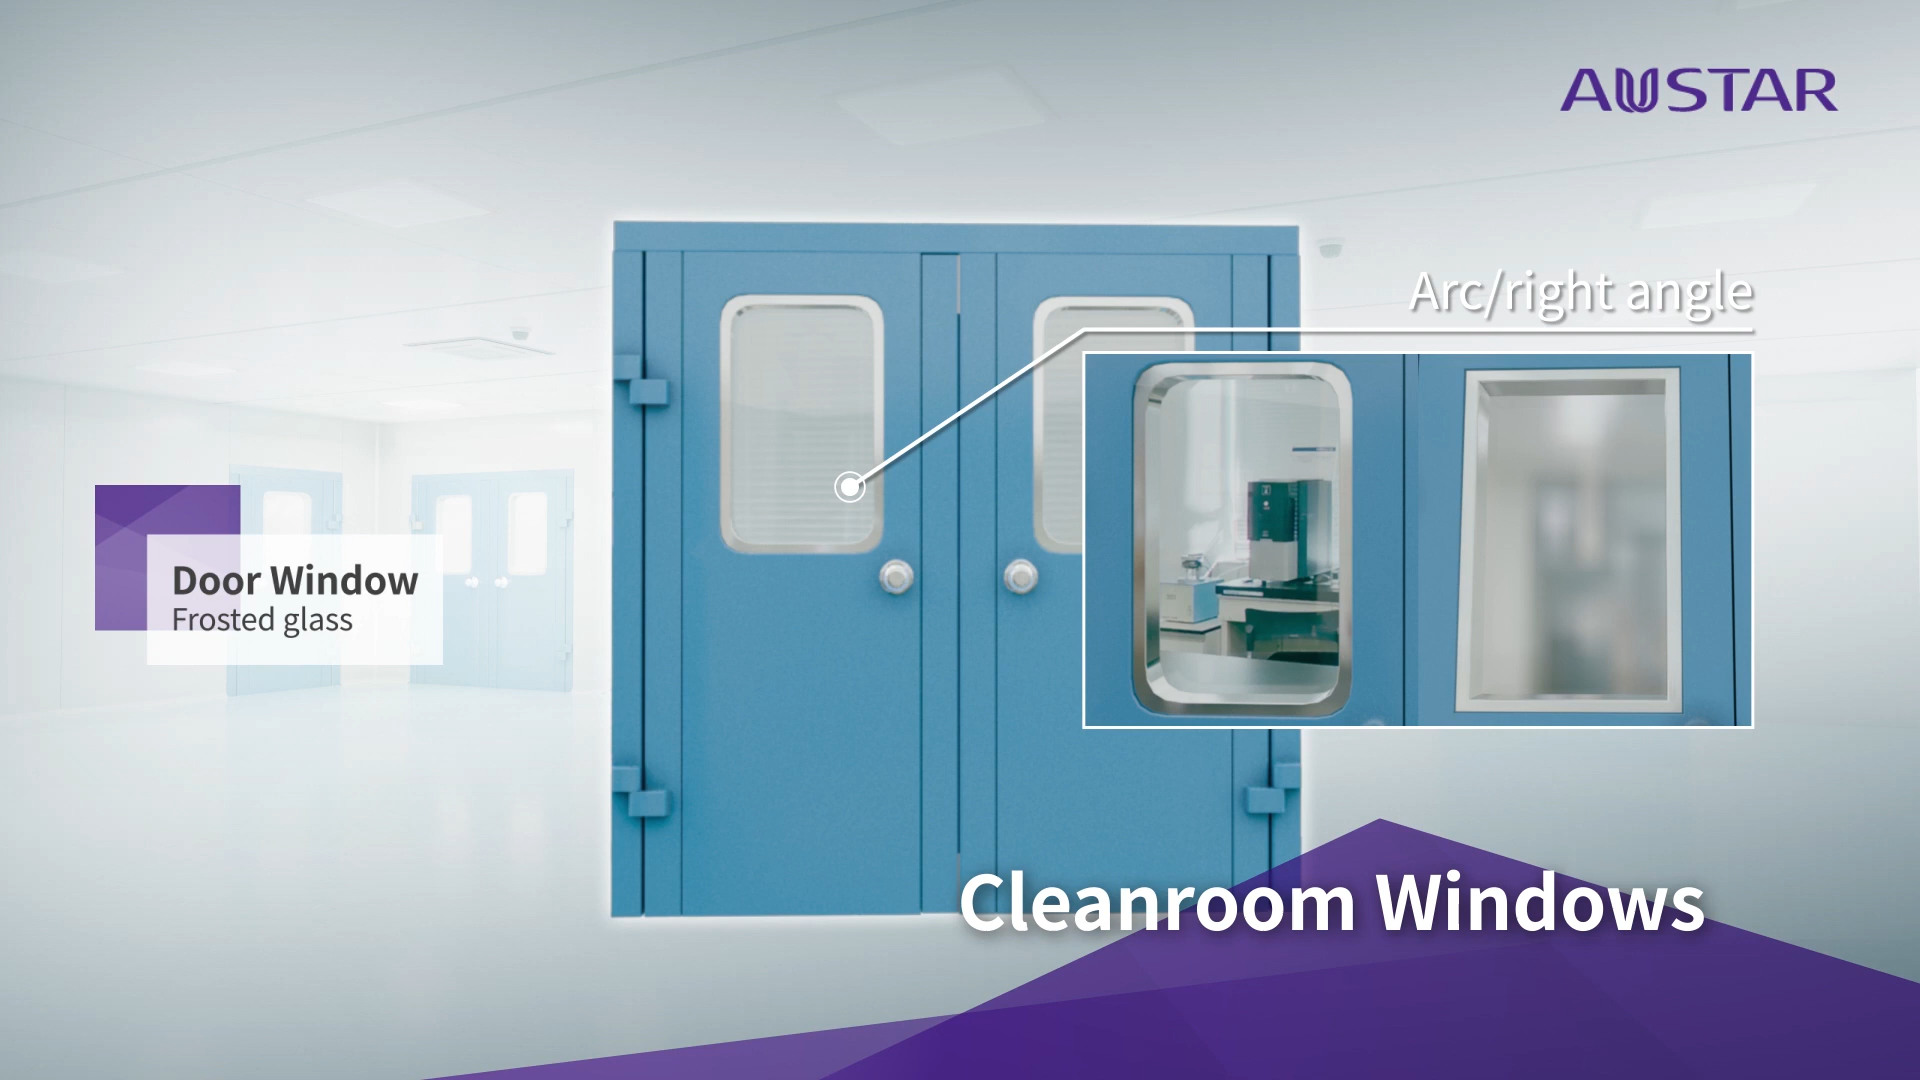 AUSTAR
Arc/right angle
Door Window
Frosted glass
Cleanroom Windows